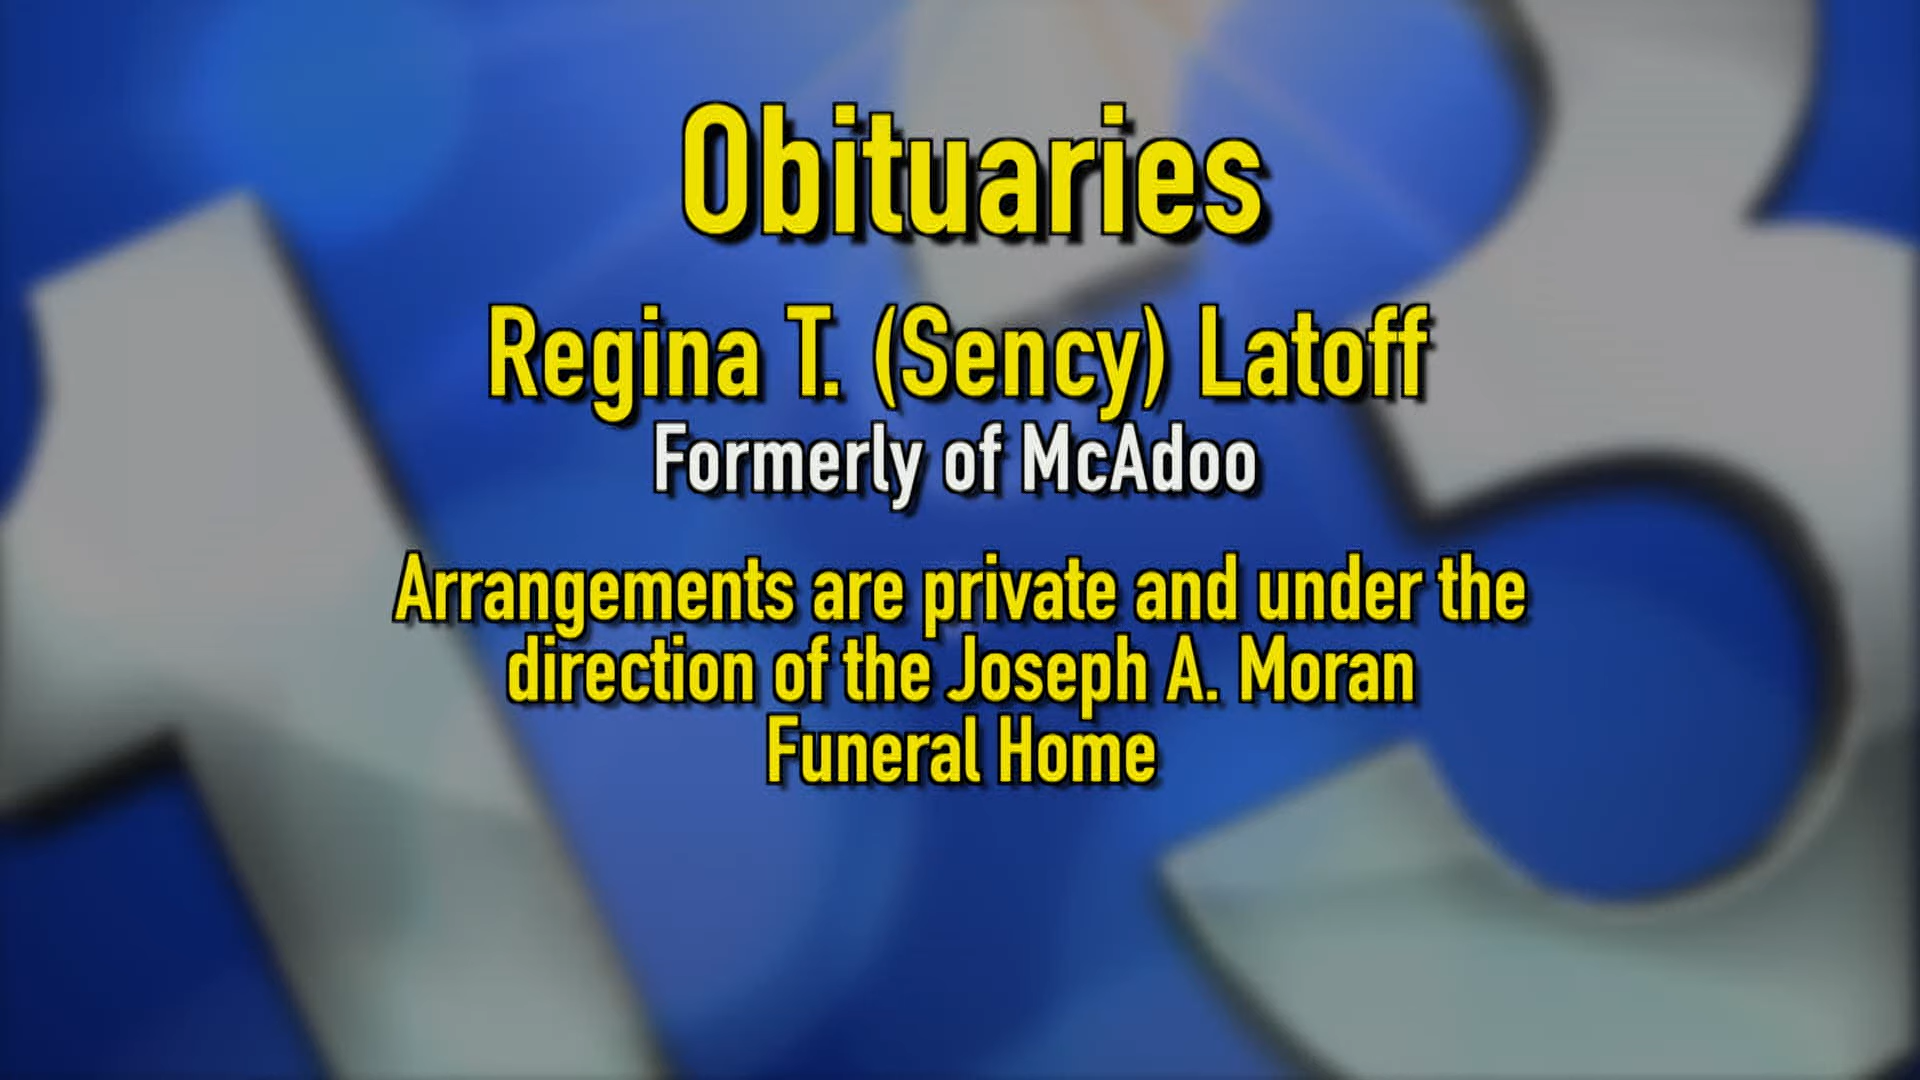 Obituaries
Regina T. (Sency) Latoff
Formerly of McAdoo
Arrangements are private and under the
direction of the Joseph A. Moran
Funeral Home
13